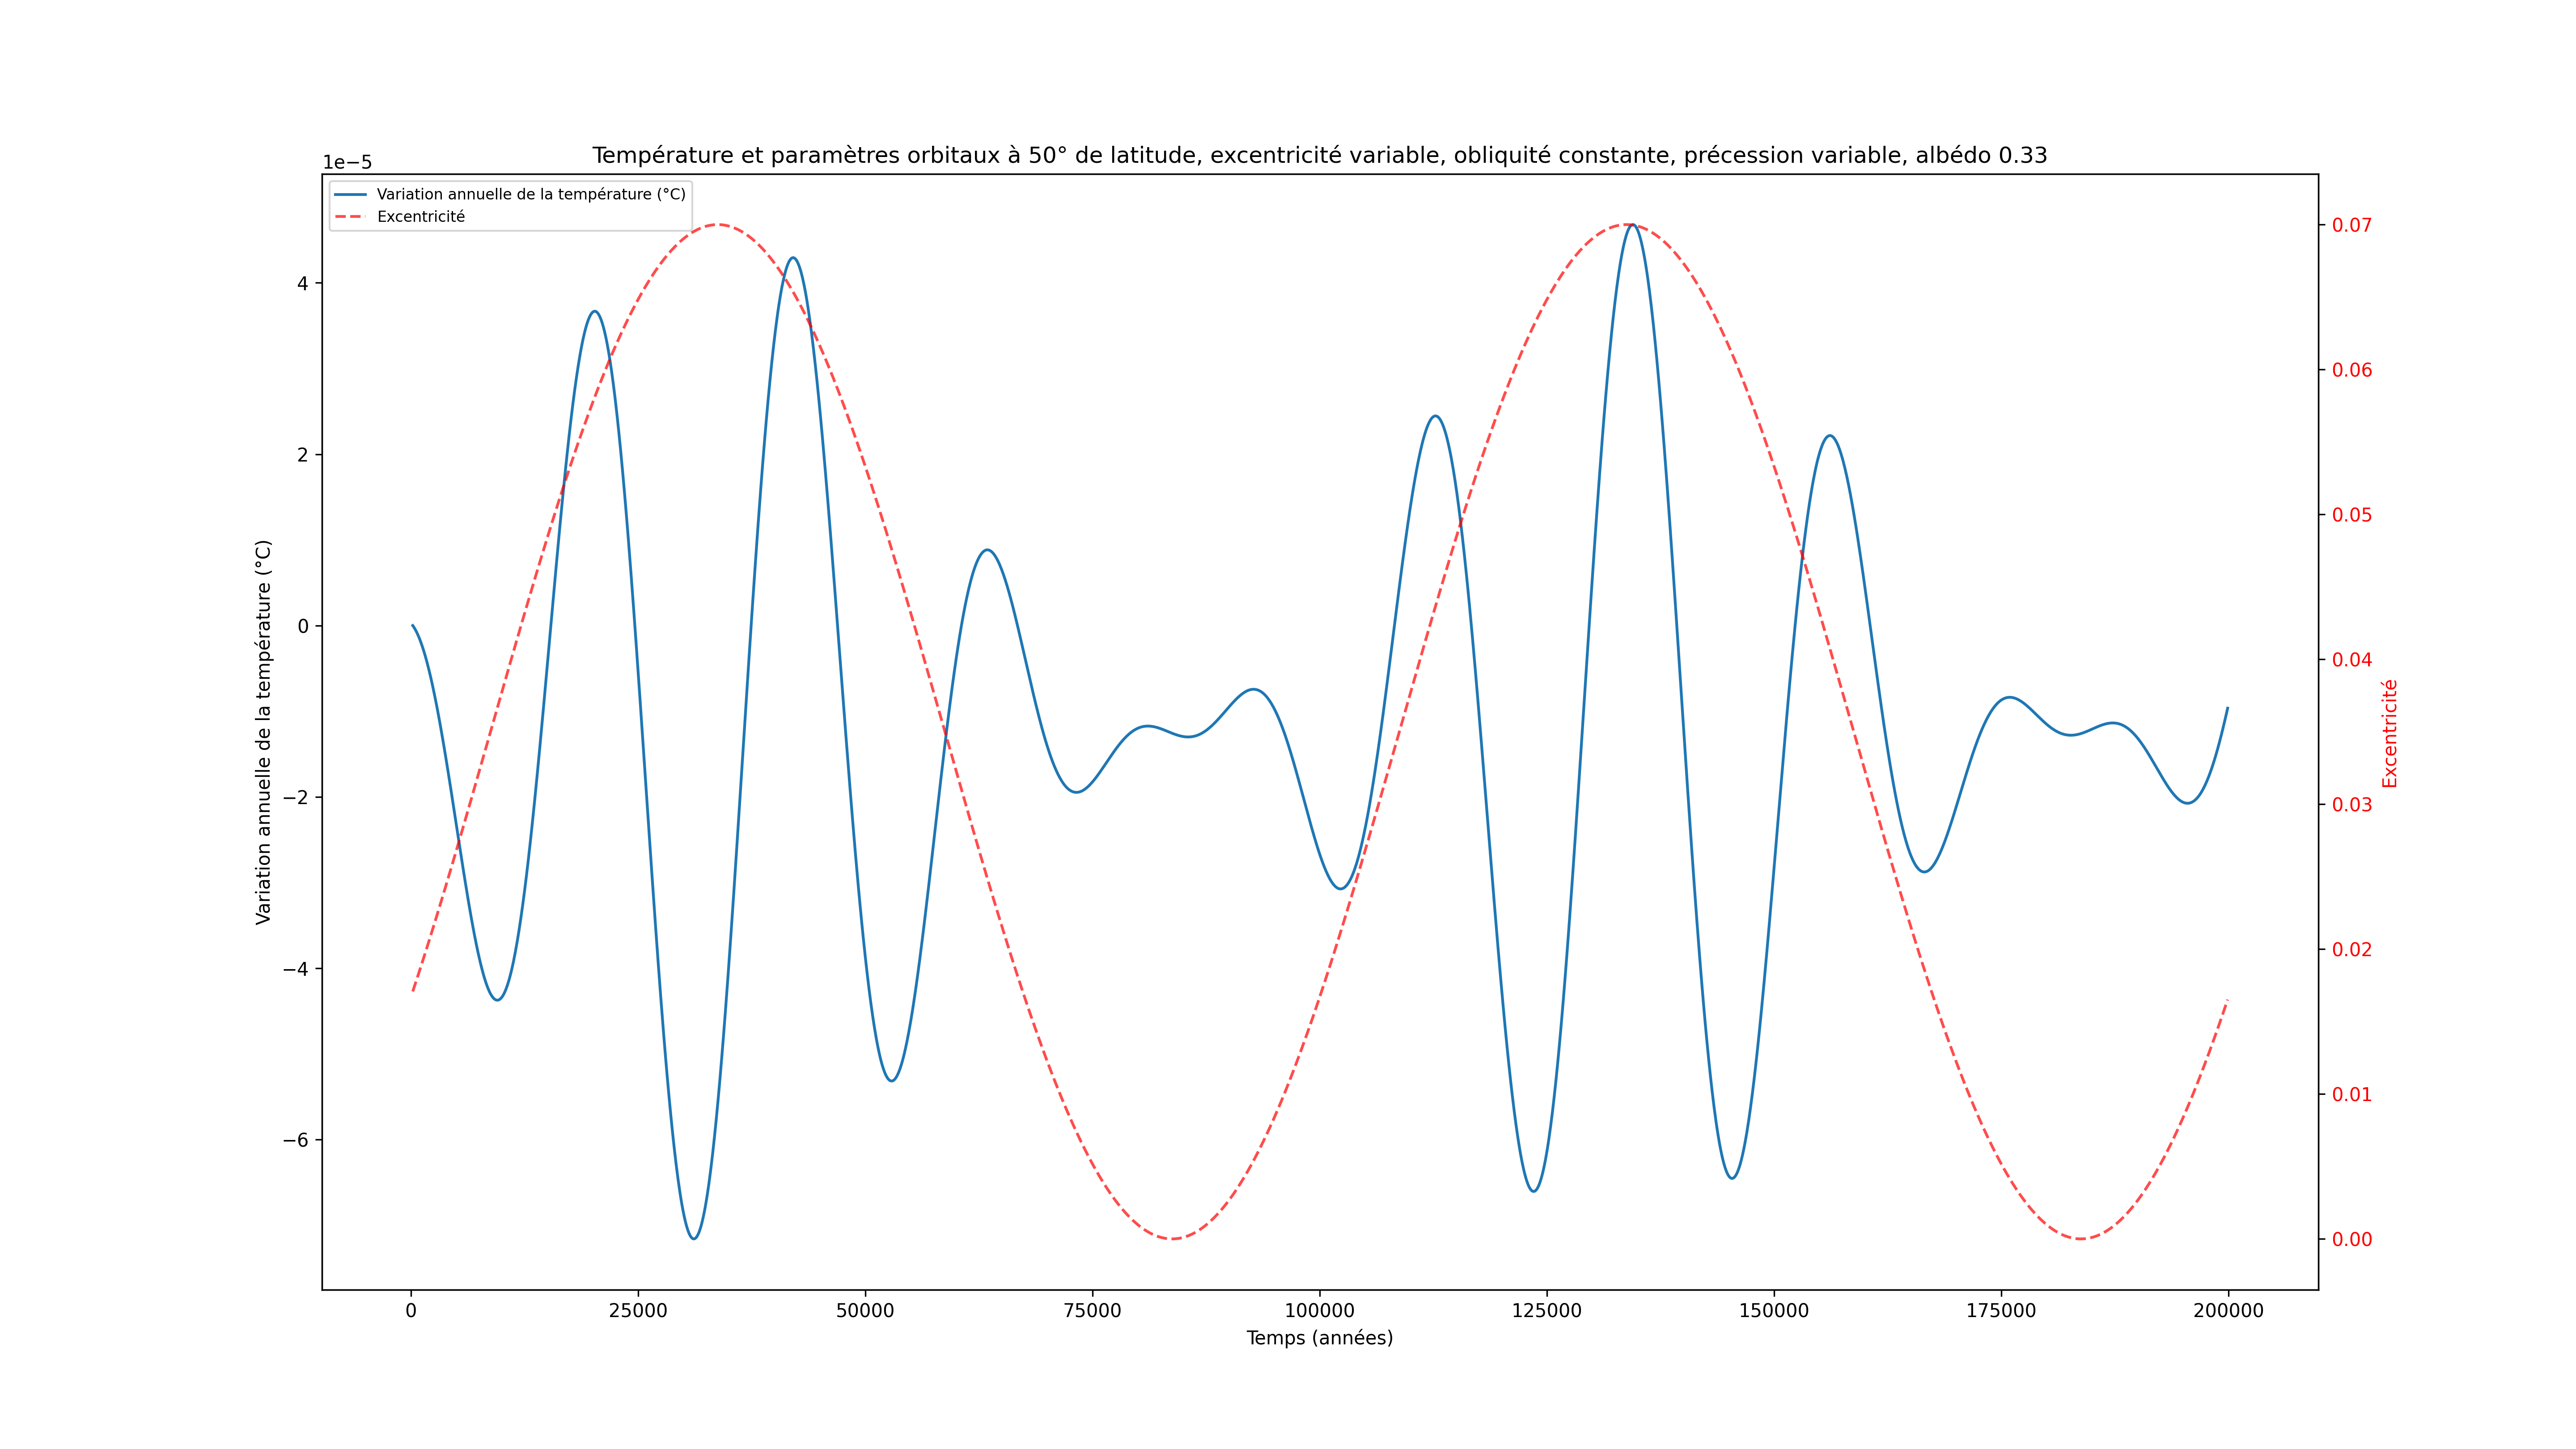 Température et paramètres orbitaux à 50° de latitude, excentricité variable, obliquité constante, précession variable, albédo 0.33
1e−5
Variation annuelle de la température (°C)
Excentricité
4
2
0
−2
−4
−6
Variation annuelle de la température (°C)
0.07
0.06
0.05
0.04
0.03
0.02
0.01
0.00
Excentricité
0 25000 50000 75000 100000 125000 150000 175000 200000
Temps (années)